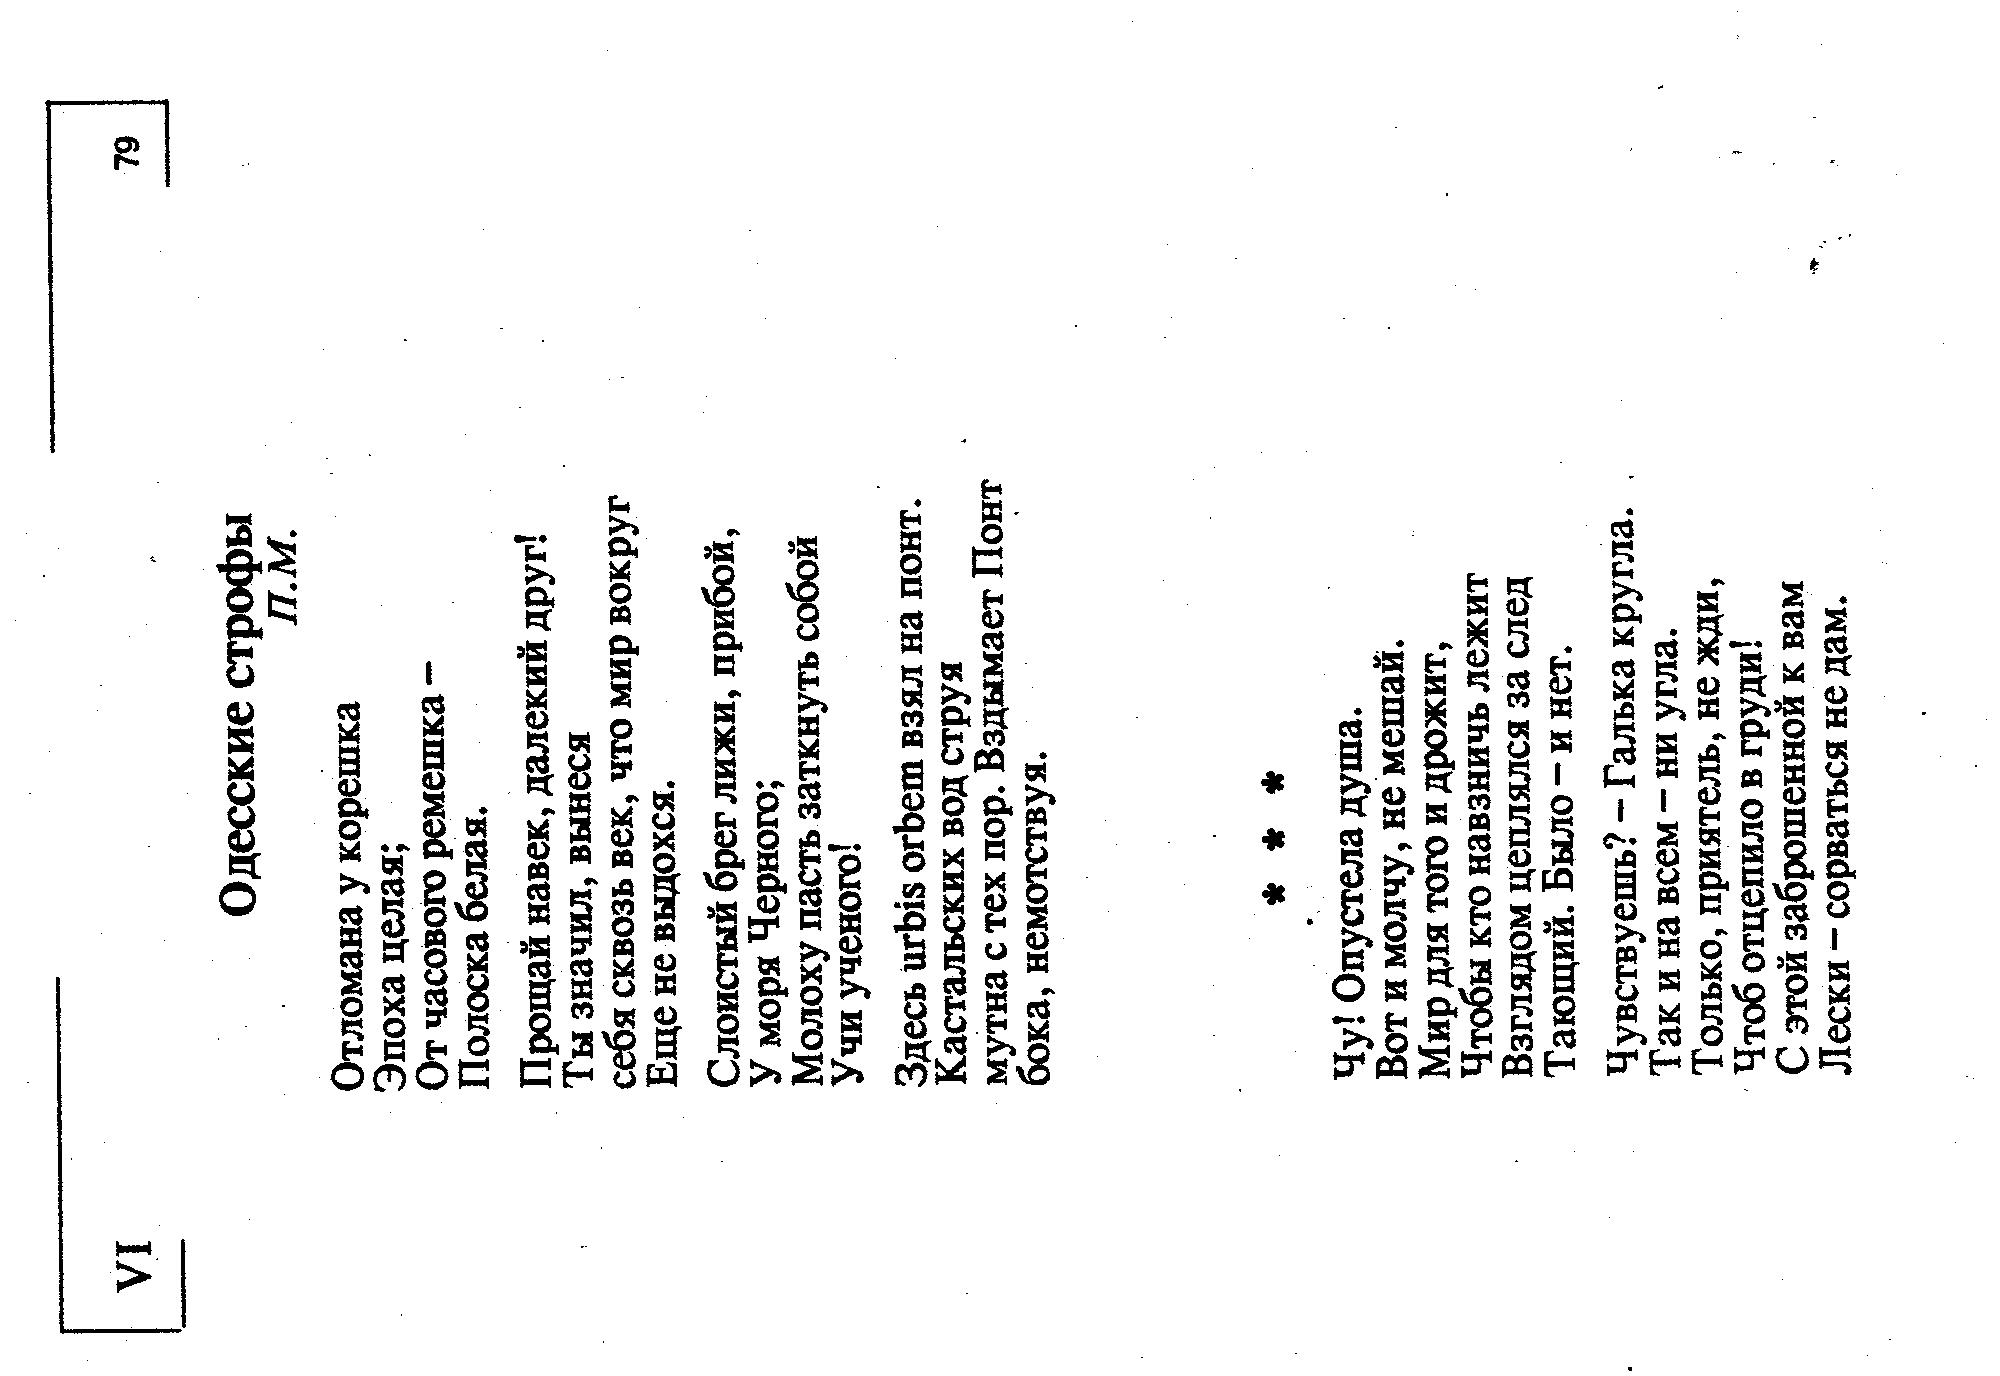 VI
79
Одесские строфы
П.М.
Отломана у корешка
Эпоха целая;
От часового ремешка –
Полоска белая.
Прощай навек, далекий друг!
Ты значил, вынеся
себя сквозь век, что мир вокруг
Еще не выдохся.
Слоистый брег лижи, прибой,
У моря Черного;
Молоху пасть заткнуть собой
Учи ученого!
Здесь urbis orbem взял на понт.
Кастальских вод струя
мутна с тех пор. Вздымает Понт
бока, немотствуя.
* * *
Чу! Опустела душа.
Вот и молчу, не мешай.
Мир для того и дрожит,
Чтобы кто навзничь лежит
Взглядом цеплялся за след
Тающий. Было – и нет.
Чувствуешь? – Галька кругла.
Так и на всем – ни угла.
Только, приятель, не жди,
Чтоб отцепило в груди!
С этой заброшенной к вам
Лески – сорваться не дам.